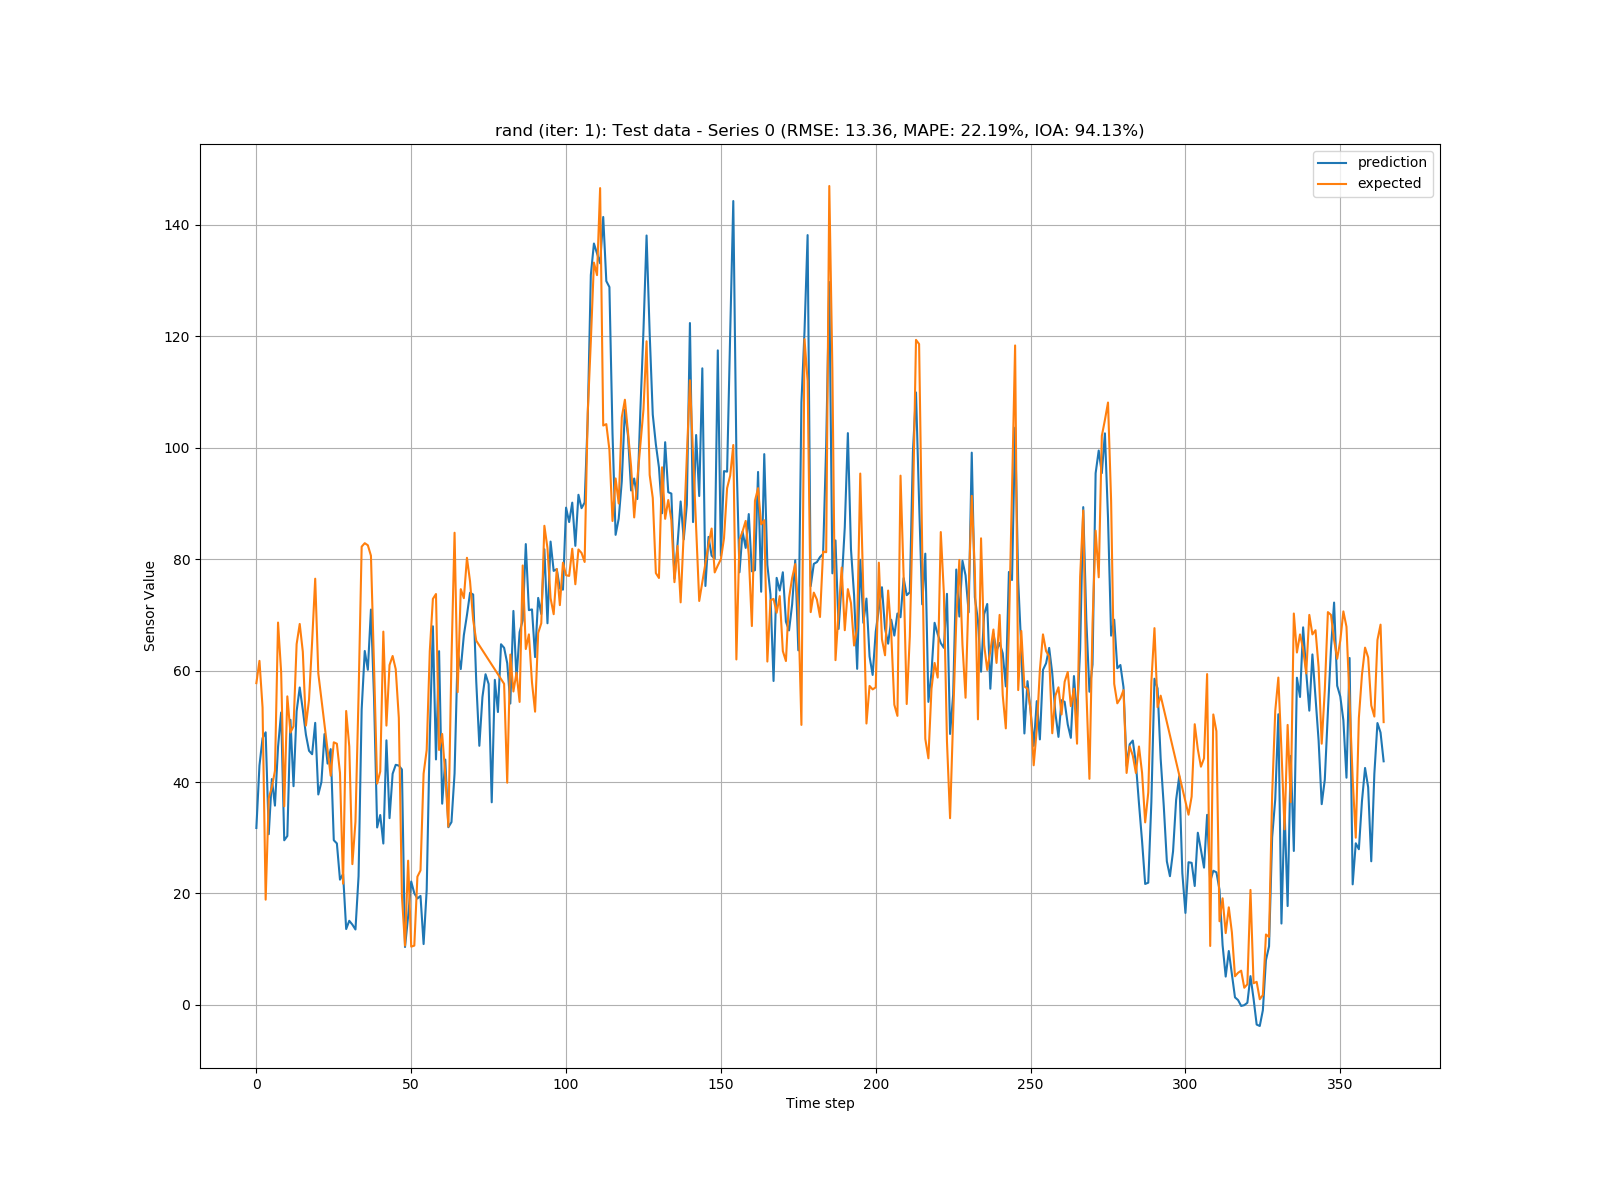 rand (iter: 1): Test data - Series 0 (RMSE: 13.36, MAPE: 22.19%, IOA: 94.13%)
prediction
expected
140
120
100
80
60
40
20
0
Sensor Value
0 50 100 150 200 250 300 350
Time step